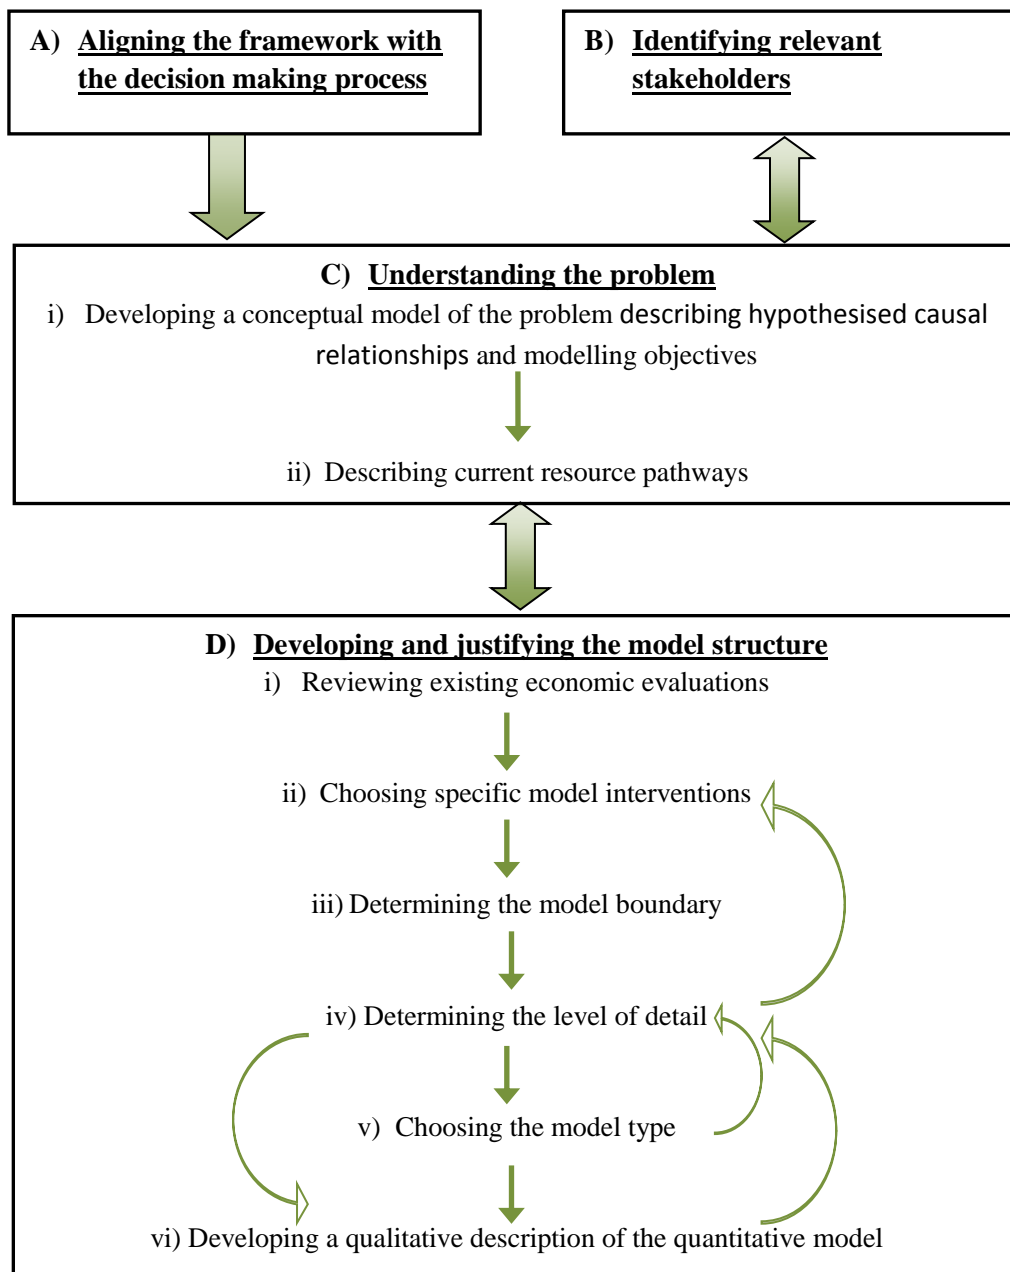 A) Aligning the framework with
the decision making process
B) Identifying relevant
stakeholders
C) Understanding the problem
i) Developing a conceptual model of the problem describing hypothesised causal
relationships and modelling objectives
ii) Describing current resource pathways
D) Developing and justifying the model structure
i) Reviewing existing economic evaluations
ii) Choosing specific model interventions
iii) Determining the model boundary
iv) Determining the level of detail
v) Choosing the model type
vi) Developing a qualitative description of the quantitative model